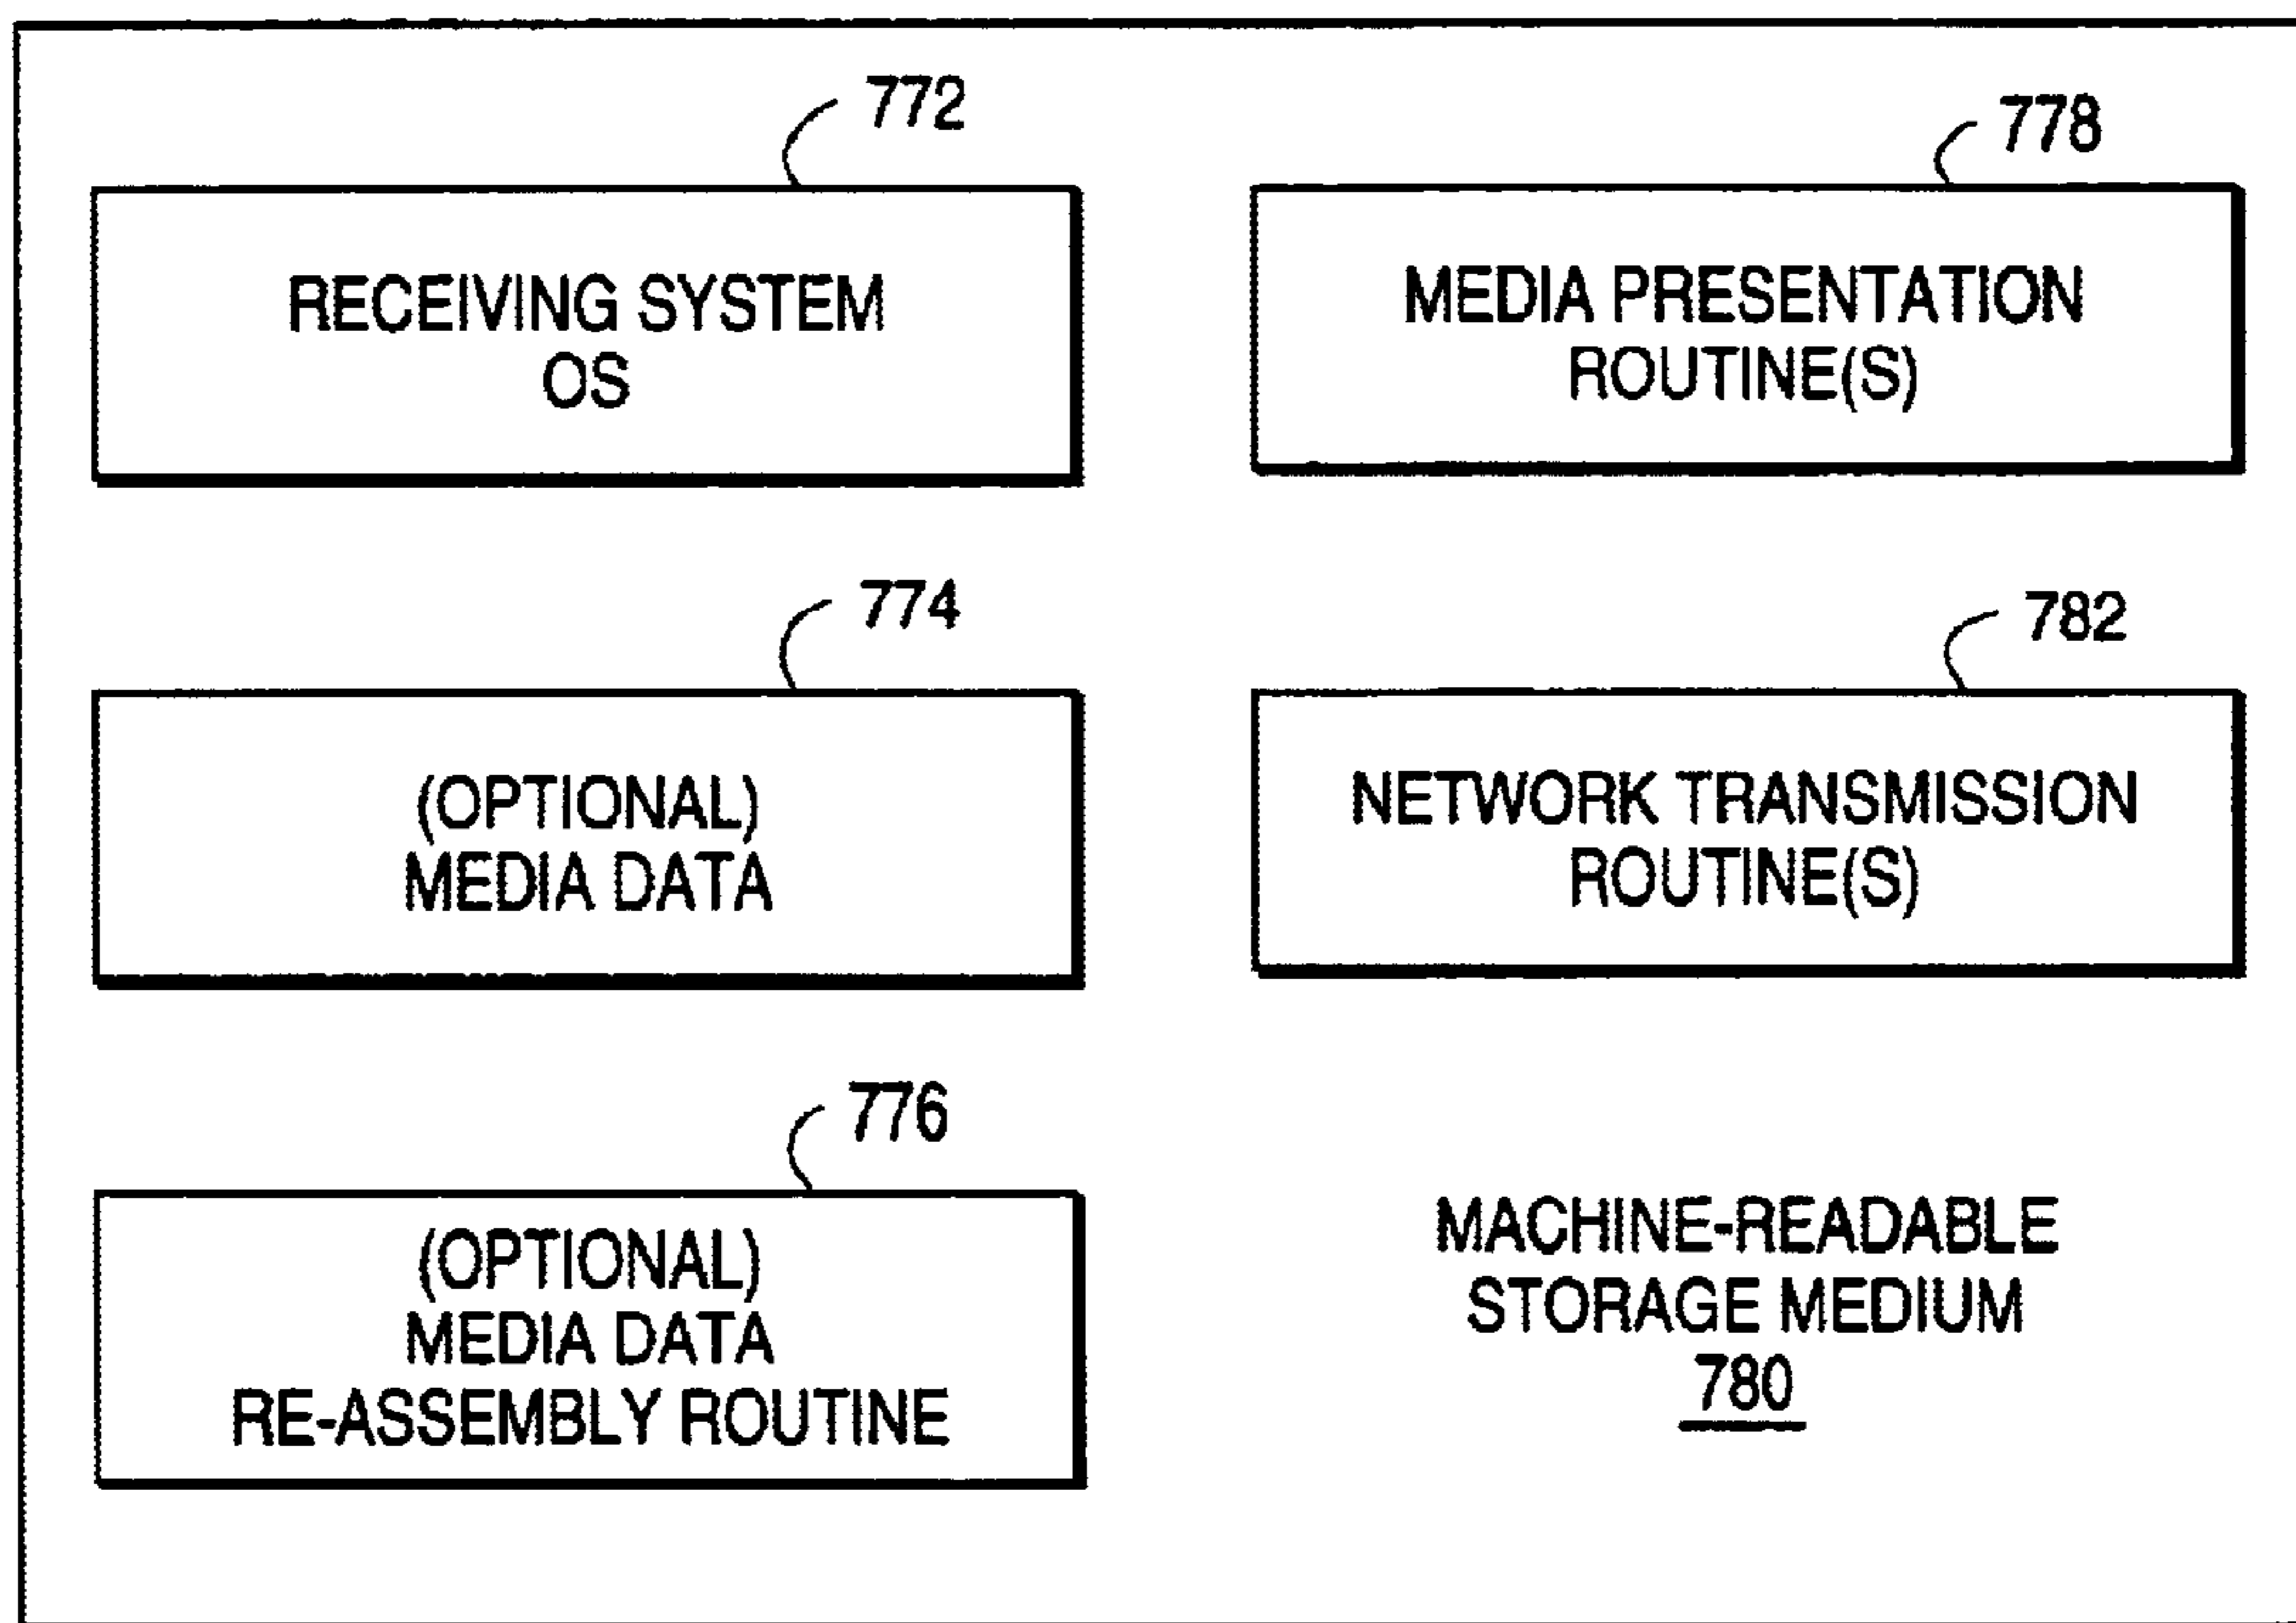 772
RECEIVING SYSTEM
OS
778
MEDIA PRESENTATION
ROUTINE(S)
774
(OPTIONAL)
MEDIA DATA
782
NETWORK TRANSMISSION
ROUTINE(S)
776
(OPTIONAL)
MEDIA DATA
RE-ASSEMBLY ROUTINE
MACHINE-READABLE
STORAGE MEDIUM
780